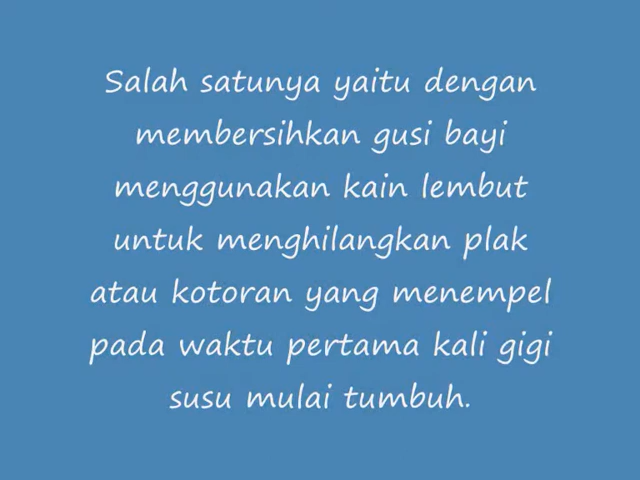 Salah satunya yaitu dengan
membersihkan gusi bayi
menggunakan kain lembut
untuk menghilangkan plak
atau kotoran yang menempel
pada waktu pertama kali gigi
susu mulai tumbuh.